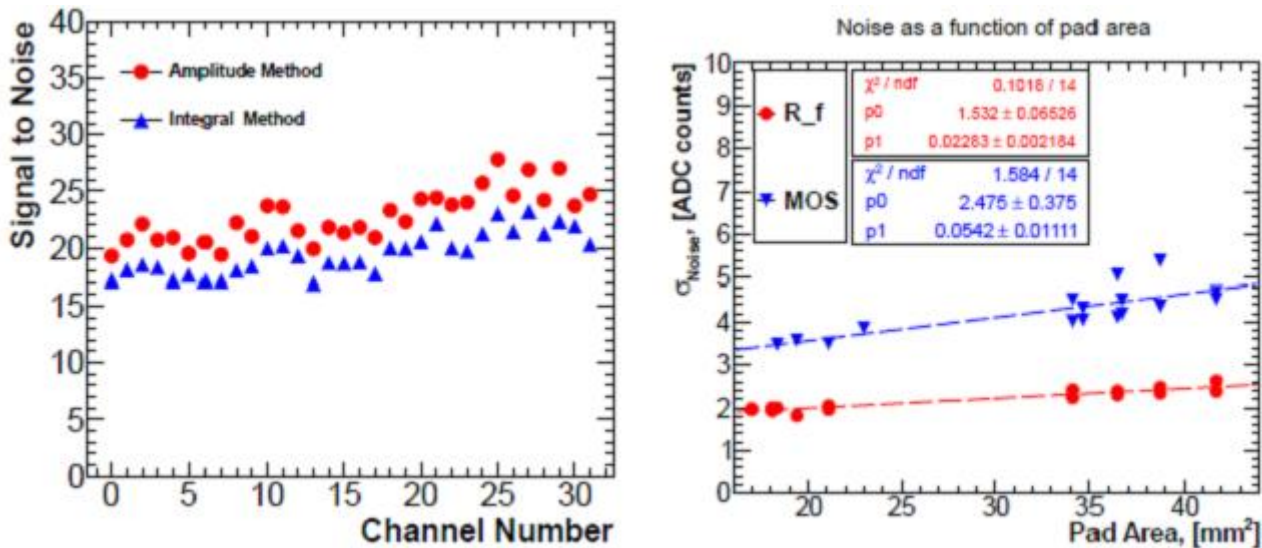 Signal to Noise
40
35
30
25
20
15
10
5
0
Amplitude Method
Integral Method
0 5 10 15 20 25 30
Channel Number
Noise as a function of pad area
σNoise, [ADC counts]
10
9
8
7
6
5
4
3
2
1
0
R_f
MOS
χ² / ndf 0.1016 / 14
p0 1.532 ± 0.06526
p1 0.02283 ± 0.002184
χ² / ndf 1.584 / 14
p0 2.475 ± 0.375
p1 0.0542 ± 0.01111
20 25 30 35 40
Pad Area, [mm²]